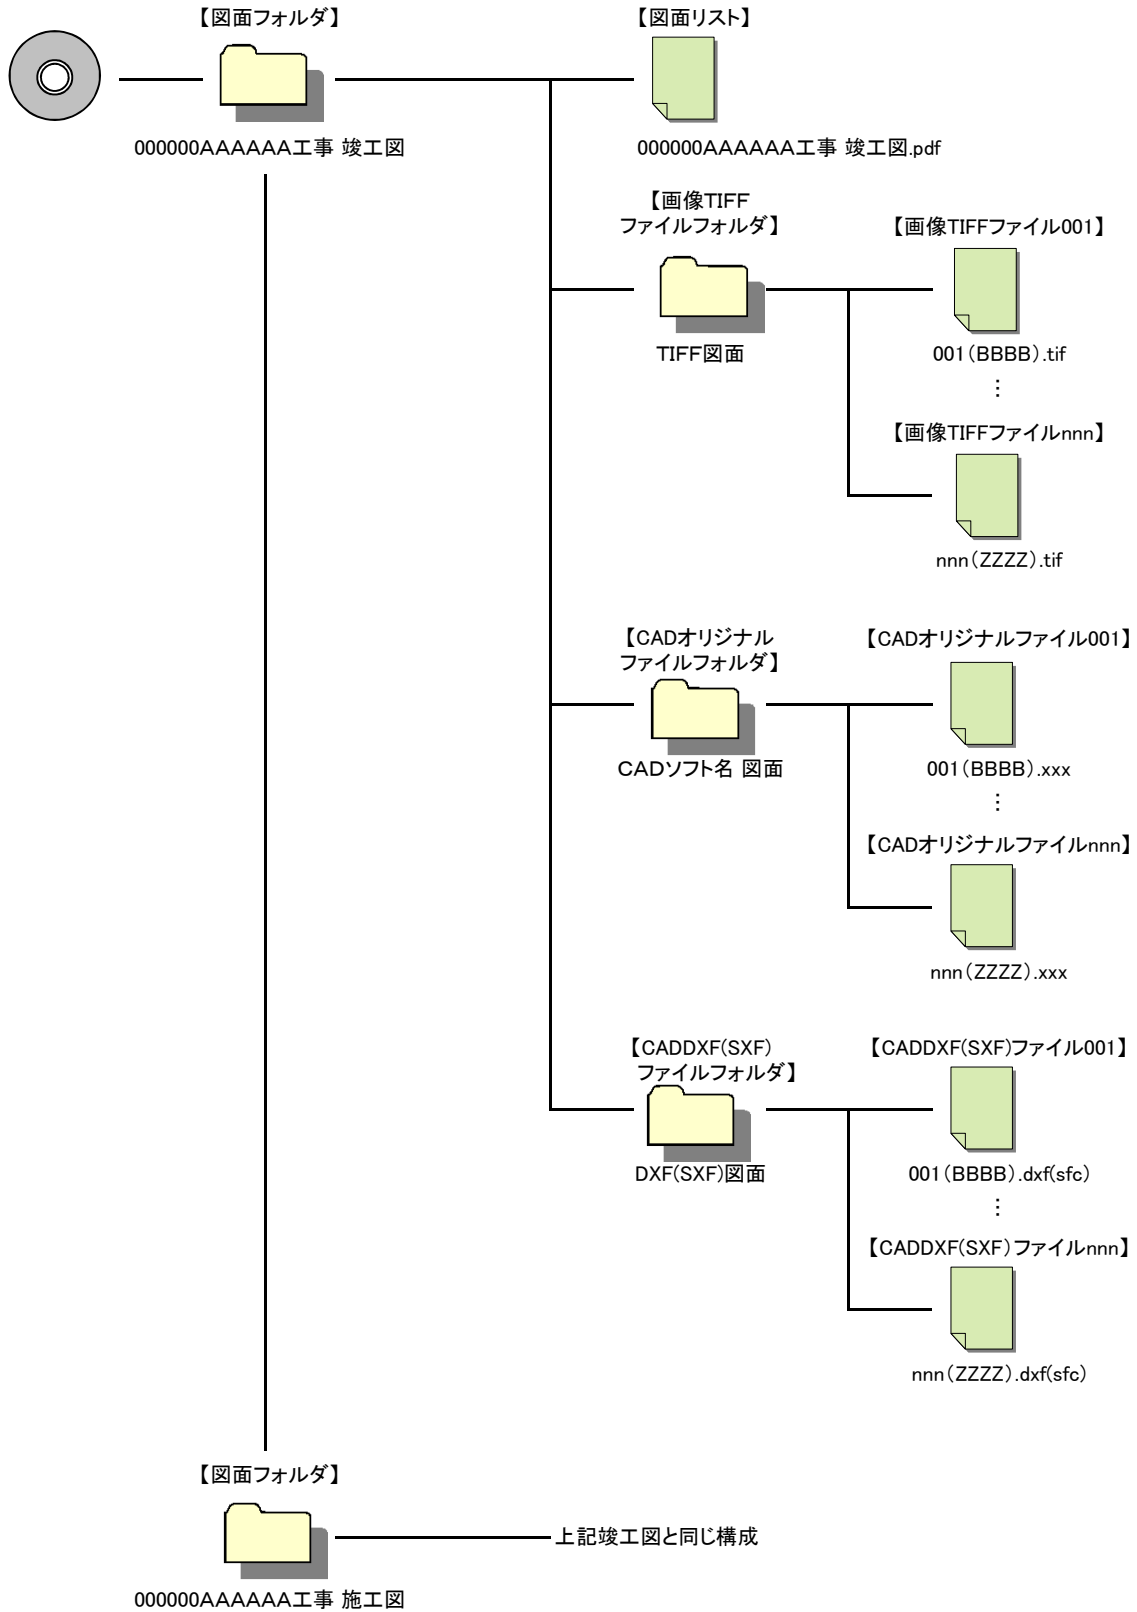 【図面フォルダ】
000000AAAAAA工事 竣工図
【図面リスト】
000000AAAAAA工事 竣工図.pdf
【画像TIFF
ファイルフォルダ】
TIFF図面
【画像TIFFファイル001】
001(BBBB).tif
…
【画像TIFFファイルnnn】
nnn(ZZZZ).tif
【CADオリジナル
ファイルフォルダ】
CADソフト名 図面
【CADオリジナルファイル001】
001(BBBB).xxx
…
【CADオリジナルファイルnnn】
nnn(ZZZZ).xxx
【CADDXF(SXF)
ファイルフォルダ】
DXF(SXF)図面
【CADDXF(SXF)ファイル001】
001(BBBB).dxf(sfc)
…
【CADDXF(SXF)ファイルnnn】
nnn(ZZZZ).dxf(sfc)
【図面フォルダ】
000000AAAAAA工事 施工図
上記竣工図と同じ構成